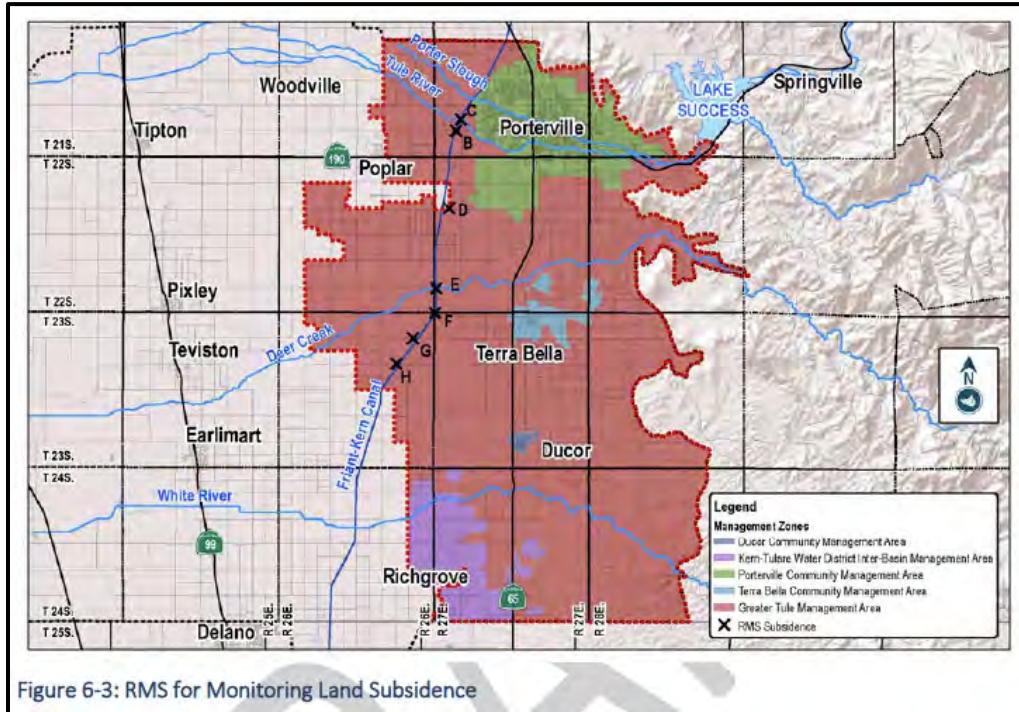 Porter Slough
Tule River
Woodville
Springville
LAKE
SUCCESS
C
Tipton
B
Porterville
T 21S.
T 22S.
190
Poplar
D
E
Pixley
T 22S.
T 23S.
F
Deer Creek
G
Terra Bella
Teviston
H
N
Friant-Kern Canal
Earlimart
Ducor
T 23S.
T 24S.
White River
99
Richgrove
65
T 24S.
T 25S.
Delano
R 25E.
R 26E.
R 26E.
R 27E.
R 27E.
R 28E.
Legend
Management Zones
Ducor Community Management Area
Kern-Tulare Water District Inter-Basin Management Area
Porterville Community Management Area
Terra Bella Community Management Area
Greater Tule Management Area
RMS Subsidence
Figure 6-3: RMS for Monitoring Land Subsidence